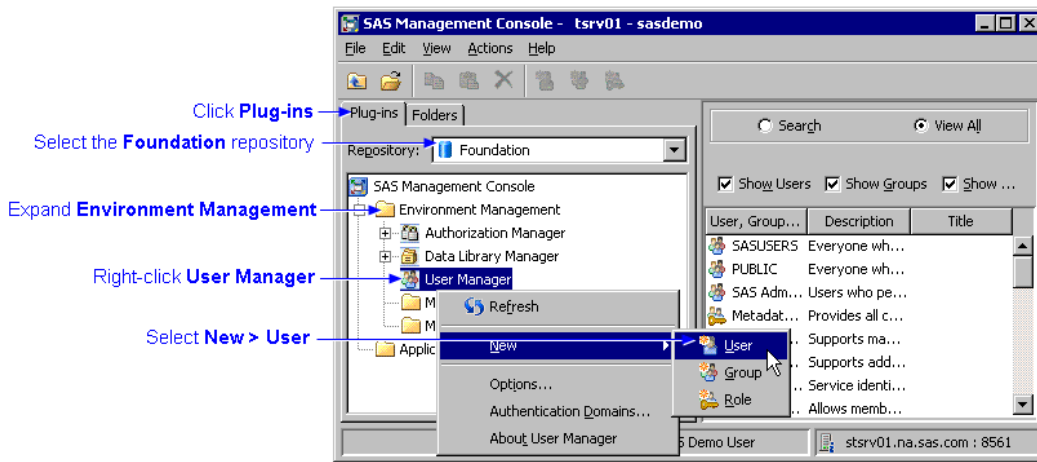 SAS Management Console - tsrv01 - sasdemo
File Edit View Actions Help
Click Plug-ins
Plug-ins Folders
Search View All
Select the Foundation repository
Repository: Foundation
Show Users Show Groups Show ...
SAS Management Console
Expand Environment Management
Environment Management
User, Group... Description Title
Authorization Manager
SASUSERS Everyone wh...
Data Library Manager
PUBLIC Everyone wh...
Right-click User Manager
User Manager
SAS Adm... Users who pe...
M
Refresh
Metadat... Provides all c...
M
Select New > User
New
User
.. Supports ma...
Applic
Group
.. Supports add...
Options...
.. Service identi...
Authentication Domains...
Role
.. Allows memb...
About User Manager
S Demo User
stsrv01.na.sas.com : 8561